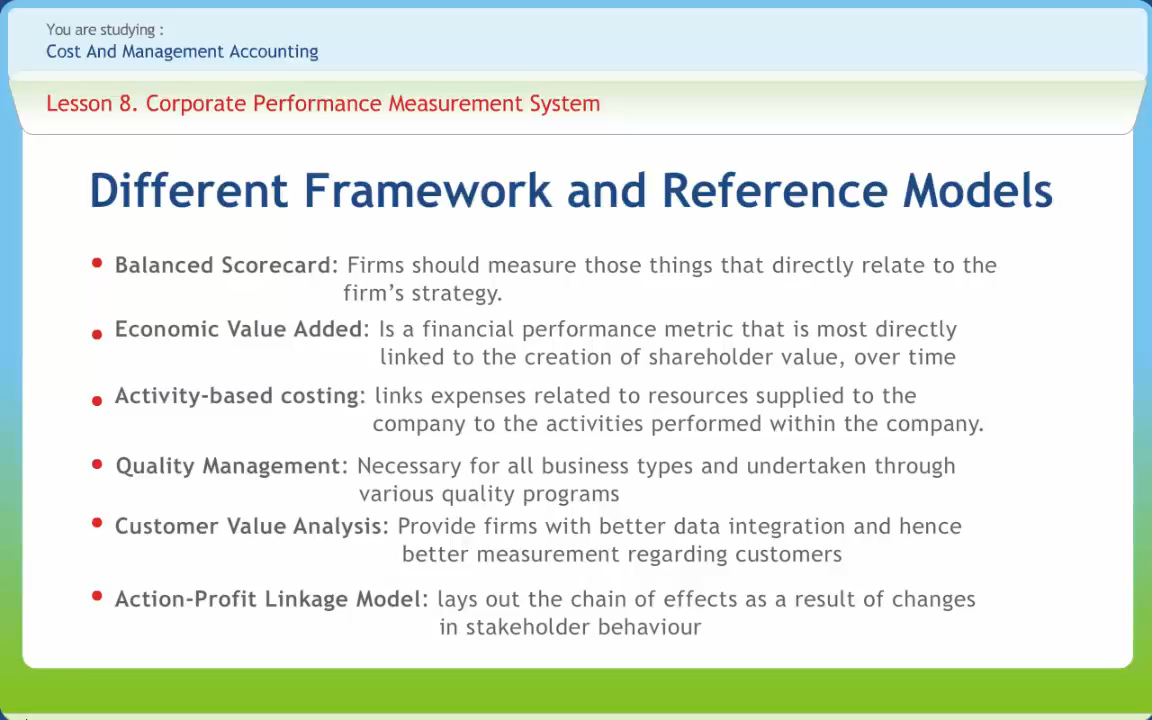 You are studying :
Cost And Management Accounting
Lesson 8. Corporate Performance Measurement System
Different Framework and Reference Models
• Balanced Scorecard: Firms should measure those things that directly relate to the
firm’s strategy.
• Economic Value Added: Is a financial performance metric that is most directly
linked to the creation of shareholder value, over time
• Activity-based costing: links expenses related to resources supplied to the
company to the activities performed within the company.
• Quality Management: Necessary for all business types and undertaken through
various quality programs
• Customer Value Analysis: Provide firms with better data integration and hence
better measurement regarding customers
• Action-Profit Linkage Model: lays out the chain of effects as a result of changes
in stakeholder behaviour